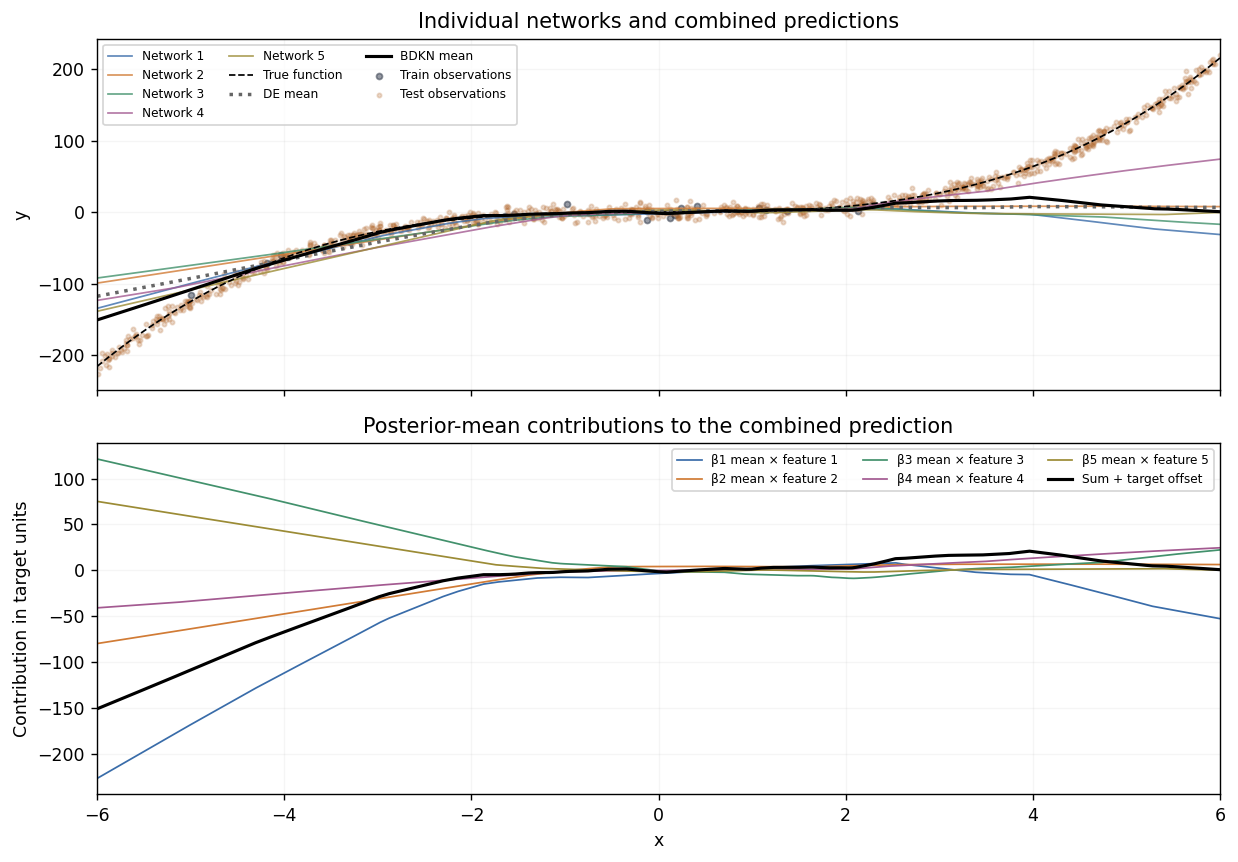 Individual networks and combined predictions
Network 1
Network 2
Network 3
Network 4
Network 5
True function
DE mean
BDKN mean
Train observations
Test observations
y
200
100
0
−100
−200
Posterior-mean contributions to the combined prediction
β1 mean × feature 1
β2 mean × feature 2
β3 mean × feature 3
β4 mean × feature 4
β5 mean × feature 5
Sum + target offset
Contribution in target units
100
50
0
−50
−100
−150
−200
−6 −4 −2 0 2 4 6
x